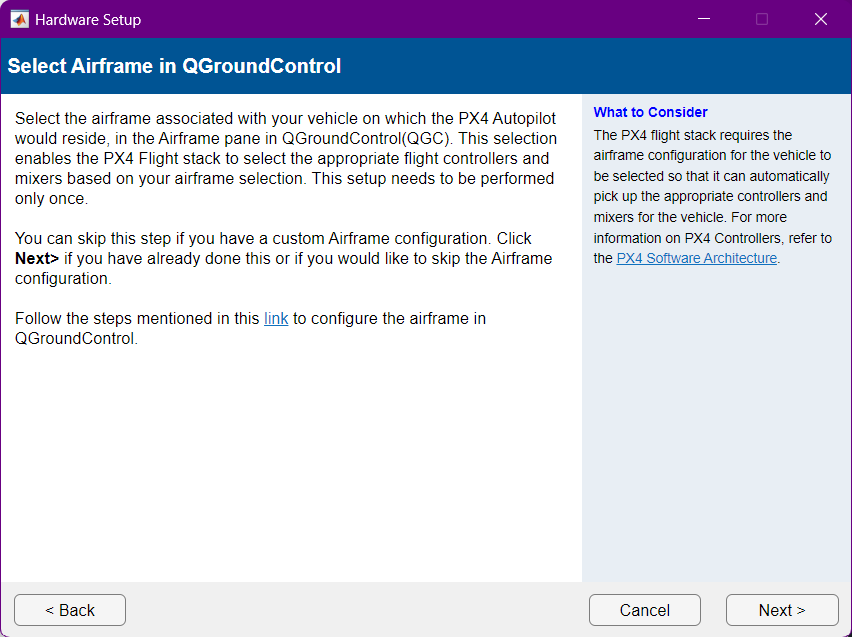 Hardware Setup
Select Airframe in QGroundControl
Select the airframe associated with your vehicle on which the PX4 Autopilot
would reside, in the Airframe pane in QGroundControl(QGC). This selection
enables the PX4 Flight stack to select the appropriate flight controllers and
mixers based on your airframe selection. This setup needs to be performed
only once.
You can skip this step if you have a custom Airframe configuration. Click
Next> if you have already done this or if you would like to skip the Airframe
configuration.
Follow the steps mentioned in this link to configure the airframe in
QGroundControl.
What to Consider
The PX4 flight stack requires the
airframe configuration for the vehicle to
be selected so that it can automatically
pick up the appropriate controllers and
mixers for the vehicle. For more
information on PX4 Controllers, refer to
the PX4 Software Architecture.
< Back
Cancel
Next >